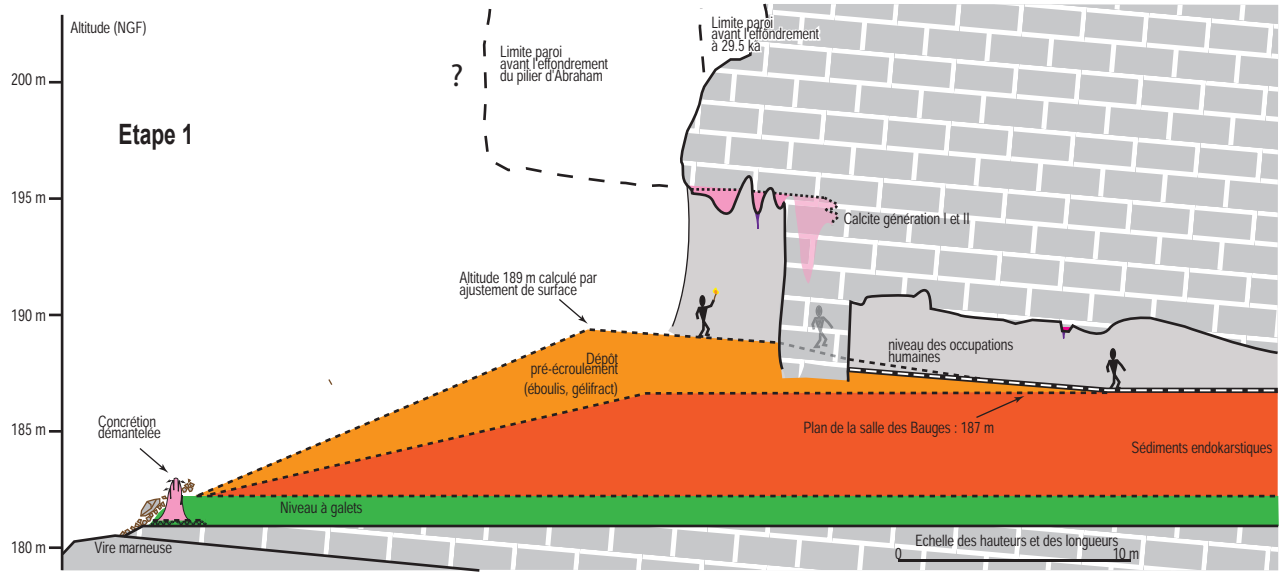 Altitude (NGF)
200 m
195 m
190 m
185 m
180 m
Etape 1
?
Limite paroi
avant l'effondrement
du pilier d'Abraham
Limite paroi
avant l'effondrement
à 29.5 ka
Calcite génération I et II
Altitude 189 m calculé par
ajustement de surface
niveau des occupations
humaines
Dépôt
pré-écroulement
(éboulis, gélifract)
Plan de la salle des Bauges : 187 m
Concrétion
démantelée
Sédiments endokarstiques
Niveau à galets
Vire marneuse
Echelle des hauteurs et des longueurs
0
10 m